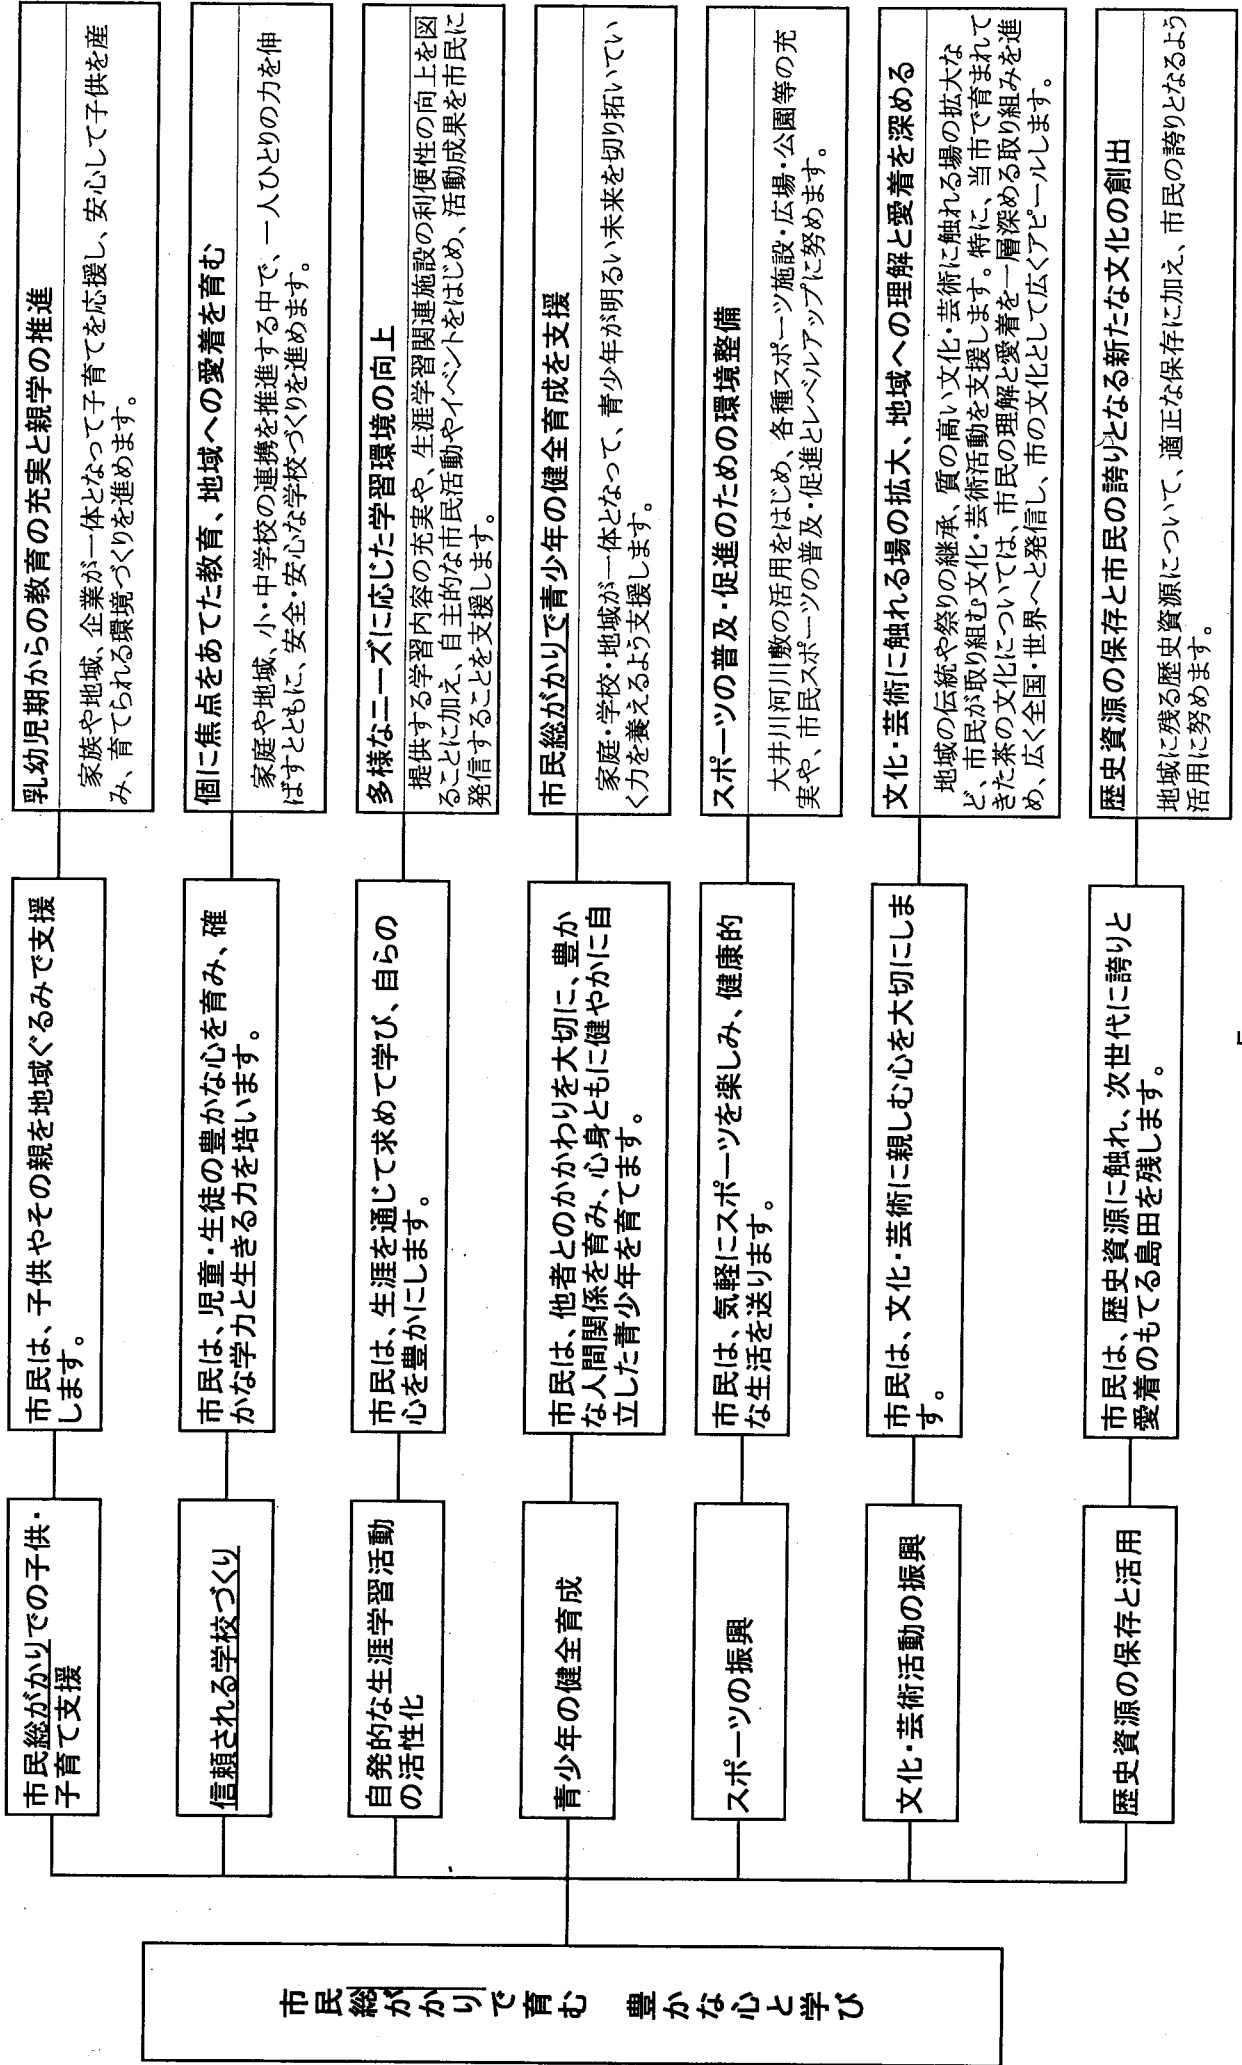 市民総がかりで育む　豊かな心と学び
市民総がかりでの子供・
子育て支援
市民は、子供やその親を地域ぐるみで支援
します。
乳幼児期からの教育の充実と親学の推進
家族や地域、企業が一体となって子育てを応援し、安心して子供を産
み、育てられる環境づくりを進めます。
信頼される学校づくり
市民は、児童・生徒の豊かな心を育み、確
かな学力と生きる力を培います。
個に焦点をあてた教育、地域への愛着を育む
家庭や地域、小・中学校の連携を推進する中で、一人ひとりの力を伸
ばすとともに、安全・安心な学校づくりを進めます。
自発的な生涯学習活動
の活性化
市民は、生涯を通じて求めて学び、自らの
心を豊かにします。
多様なニーズに応じた学習環境の向上
提供する学習内容の充実や、生涯学習関連施設の利便性の向上を図
ることに加え、自主的な市民活動やイベントをはじめ、活動成果を市民に
発信することを支援します。
青少年の健全育成
市民は、他者とのかかわりを大切に、豊か
な人間関係を育み、心身ともに健やかに自
立した青少年を育てます。
市民総がかりで青少年の健全育成を支援
家庭・学校・地域が一体となって、青少年が明るい未来を切り拓いてい
く力を養えるよう支援します。
スポーツの振興
市民は、気軽にスポーツを楽しみ、健康的
な生活を送ります。
スポーツの普及・促進のための環境整備
大井川河川敷の活用をはじめ、各種スポーツ施設・広場・公園等の充
実や、市民スポーツの普及・促進とレベルアップに努めます。
文化・芸術活動の振興
市民は、文化・芸術に親しむ心を大切にしま
す。
文化・芸術に触れる場の拡大、地域への理解と愛着を深める
地域の伝統や祭りの継承、質の高い文化・芸術に触れる場の拡大な
ど、市民が取り組む文化・芸術活動を支援します。特に、当市で育まれて
きた茶の文化については、市民の理解と愛着を一層深める取り組みを進
め、広く全国・世界へと発信し、市の文化として広くアピールします。
歴史資源の保存と活用
市民は、歴史資源に触れ、次世代に誇りと
愛着のもてる島田を残します。
歴史資源の保存と市民の誇りとなる新たな文化の創出
地域に残る歴史資源について、適正な保存に加え、市民の誇りとなるよう
活用に努めます。